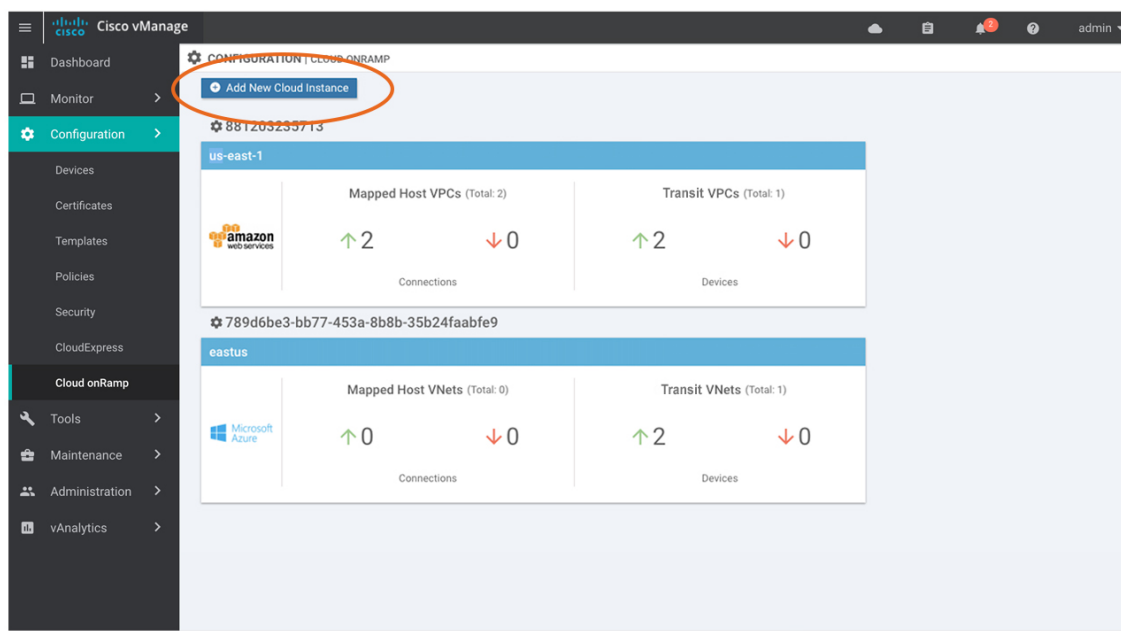 cisco Cisco vManage
2
admin
Dashboard
Monitor
Configuration
Devices
Certificates
Templates
Policies
Security
CloudExpress
Cloud onRamp
Tools
Maintenance
Administration
vAnalytics
CONFIGURATION | CLOUD ONRAMP
Add New Cloud Instance
881203235713
us-east-1
amazon
web services
Mapped Host VPCs (Total: 2)
2
0
Connections
Transit VPCs (Total: 1)
2
0
Devices
789d6be3-bb77-453a-8b8b-35b24faabfe9
eastus
Microsoft
Azure
Mapped Host VNets (Total: 0)
0
0
Connections
Transit VNets (Total: 1)
2
0
Devices